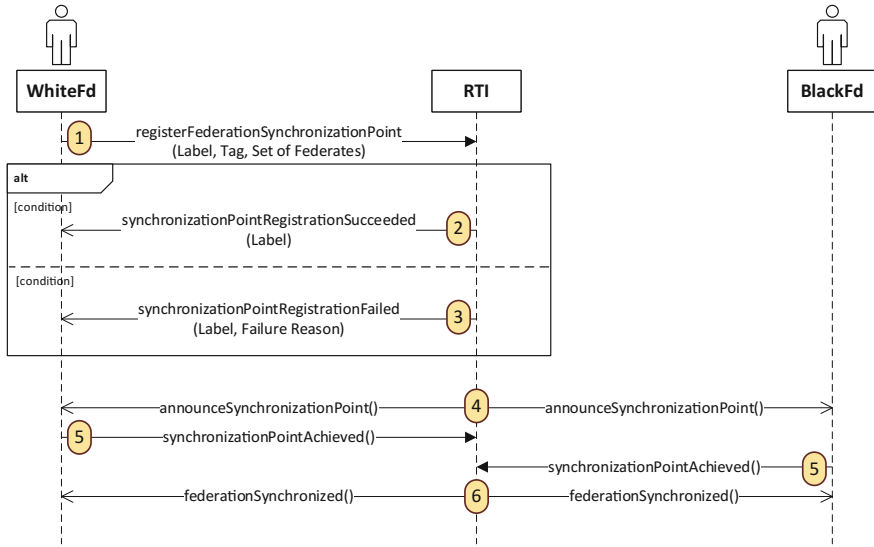 WhiteFd
RTI
BlackFd
1
registerFederationSynchronizationPoint
(Label, Tag, Set of Federates)
alt
[condition]
synchronizationPointRegistrationSucceeded
(Label)
2
[condition]
synchronizationPointRegistrationFailed
(Label, Failure Reason)
3
announceSynchronizationPoint()
4
announceSynchronizationPoint()
5
synchronizationPointAchieved()
synchronizationPointAchieved()
5
federationSynchronized()
6
federationSynchronized()